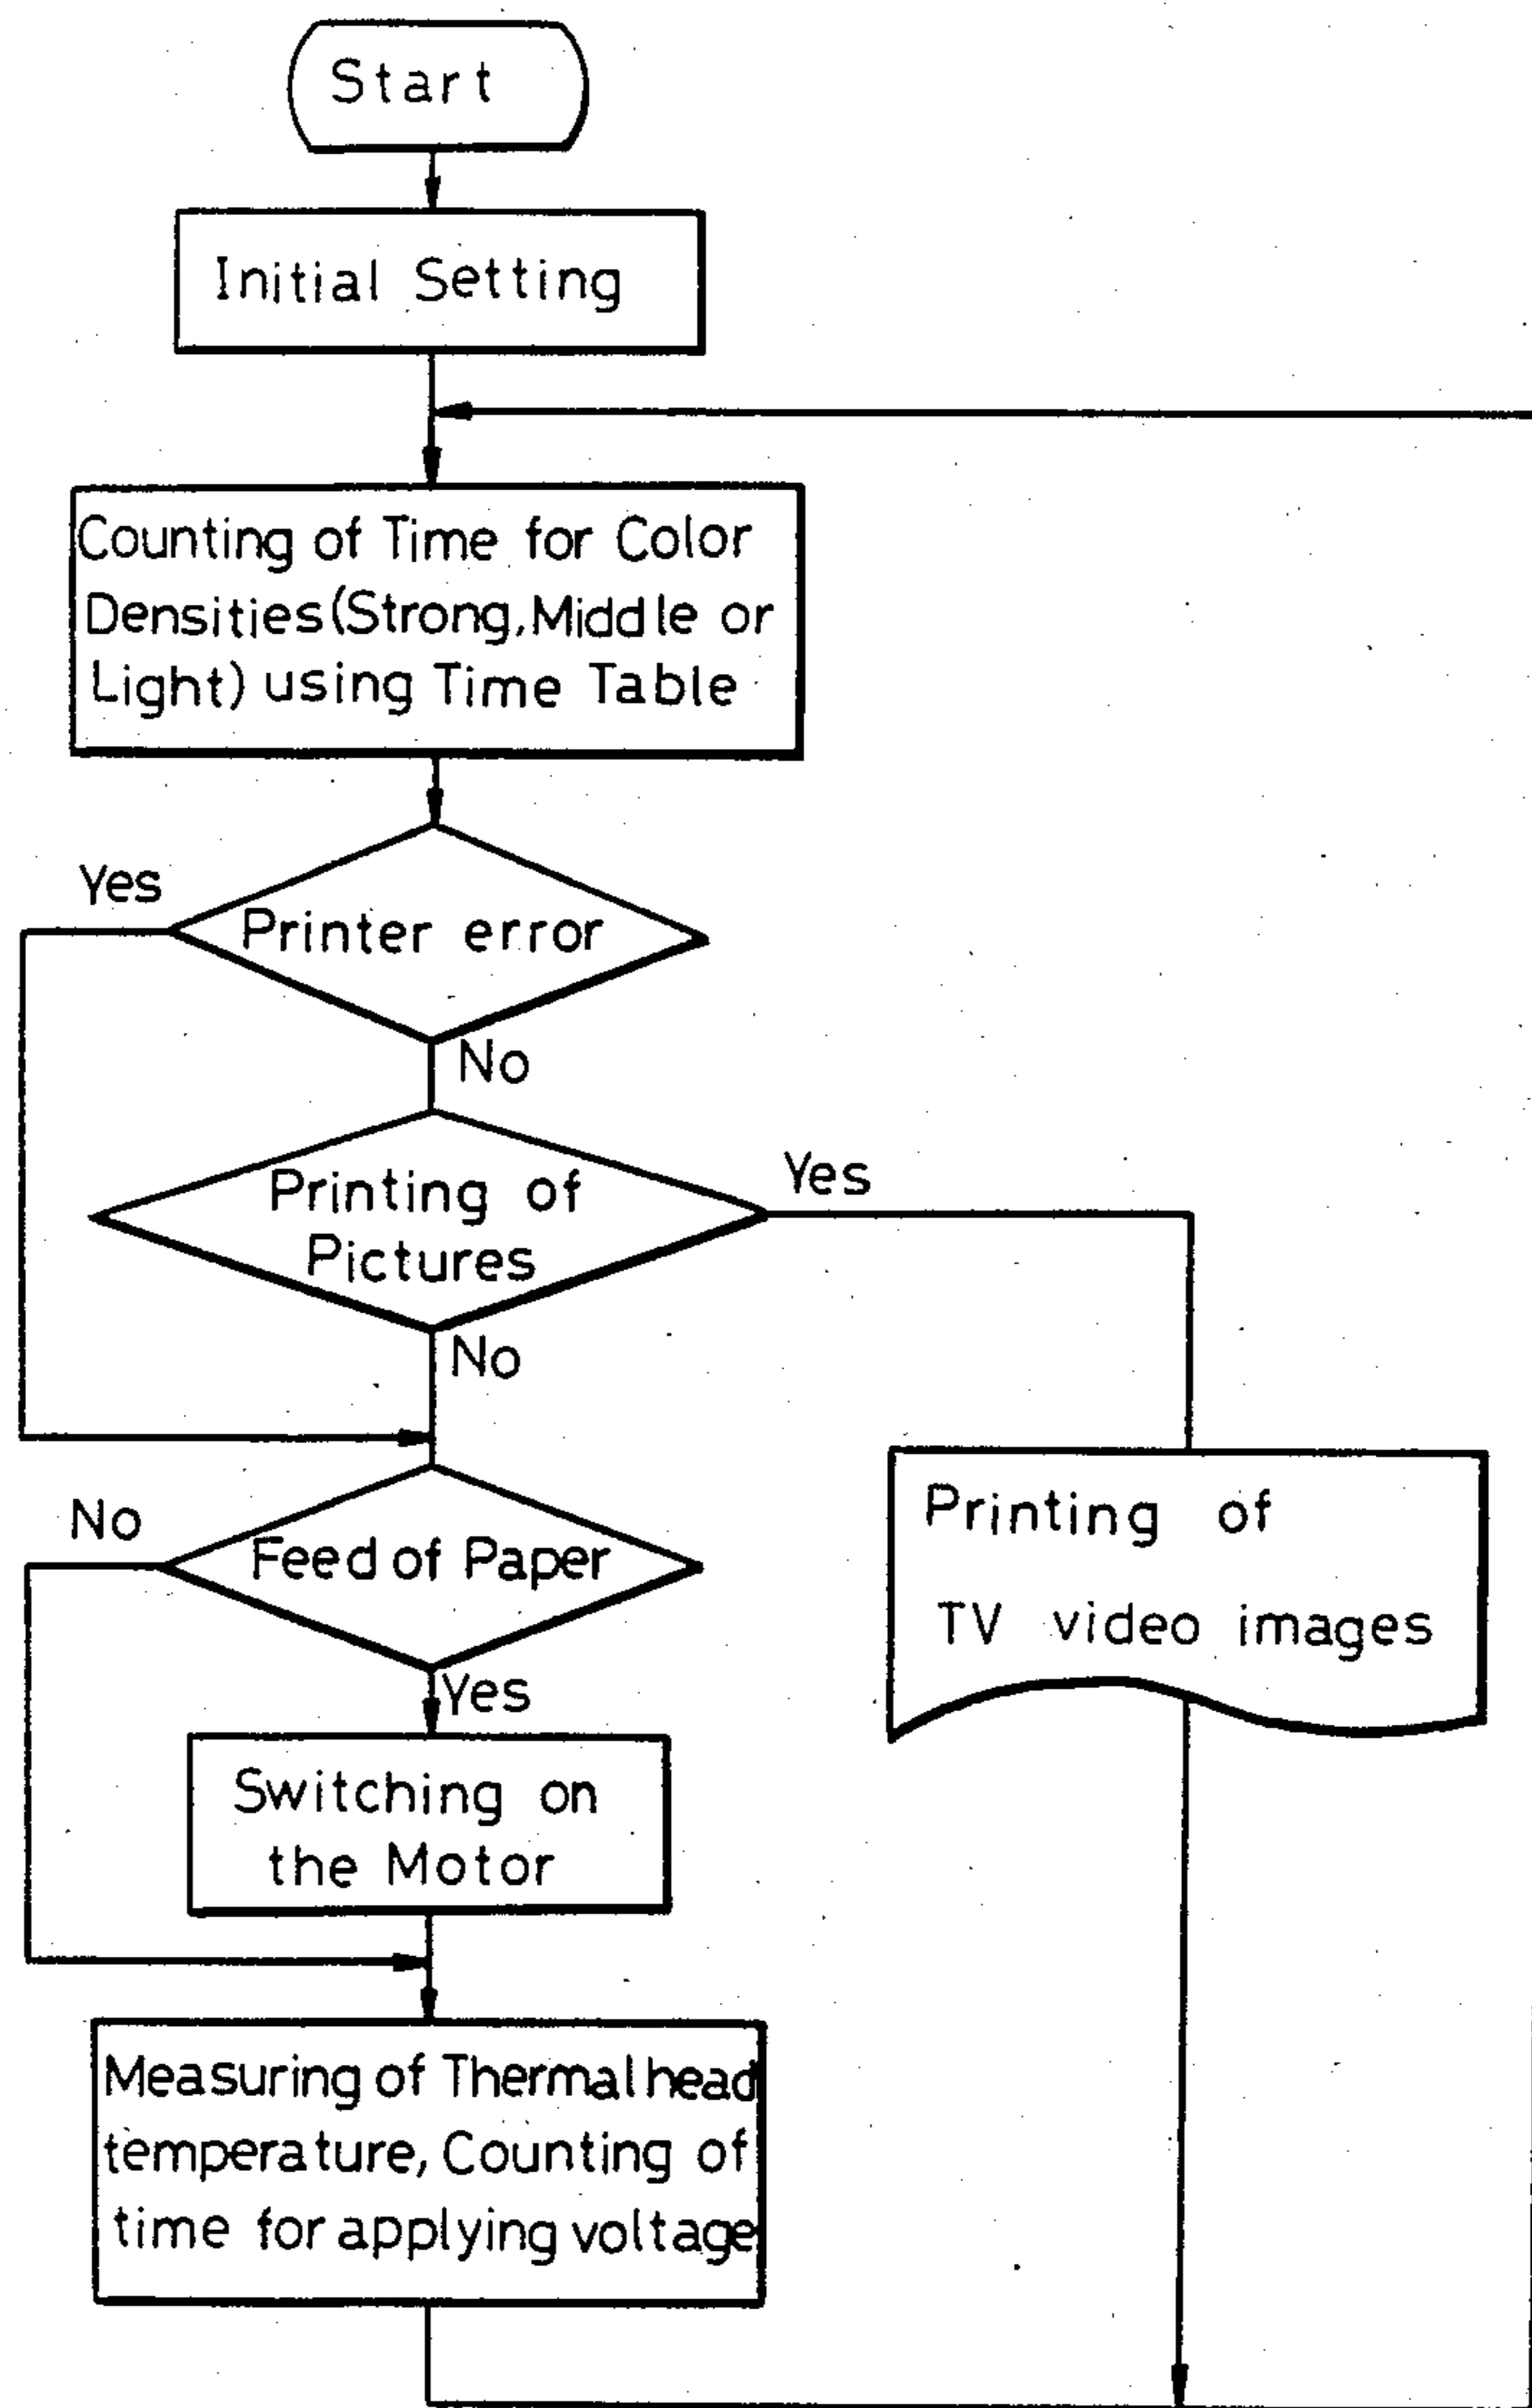 Start
Initial Setting
Counting of Time for Color
Densities(Strong,Middle or
Light) using Time Table
Yes
Printer error
No
Printing of
Pictures
Yes
No
No
Feed of Paper
Yes
Printing of
TV video images
Switching on
the Motor
Measuring of Thermal head
temperature, Counting of
time for applying voltage